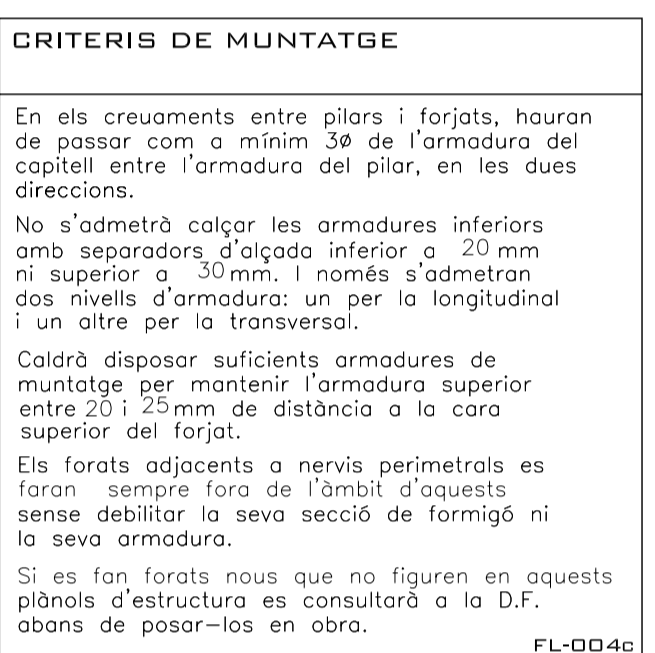 CRITERIS DE MUNTATGE
En els creuaments entre pilars i forjats, hauran
de passar com a mínim 3ø de l'armadura del
capitell entre l'armadura del pilar, en les dues
direccions.
No s'admetrà calçar les armadures inferiors
amb separadors d'alçada inferior a 20 mm
ni superior a 30 mm. I només s'admetran
dos nivells d'armadura: un per la longitudinal
i un altre per la transversal.
Caldrà disposar suficients armadures de
muntatge per mantenir l'armadura superior
entre 20 i 25 mm de distància a la cara
superior del forjat.
Els forats adjacents a nervis perimetrals es
faran sempre fora de l'àmbit d'aquests
sense debilitar la seva secció de formigó ni
la seva armadura.
Si es fan forats nous que no figuren en aquests
plànols d'estructura es consultarà a la D.F.
abans de posar-los en obra.
FL-004c